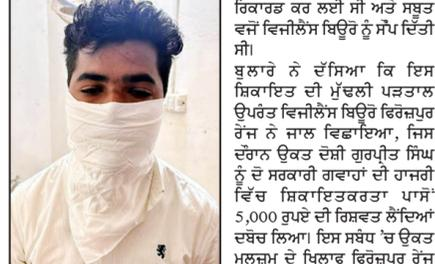 ਰਿਕਾਰਡ ਕਰ ਲਈ ਸੀ ਅਤੇ ਸਬੂਤ
ਵਜੋਂ ਵਿਜੀਲੈਂਸ ਬਿਊਰੋ ਨੂੰ ਸੌਂਪ ਦਿੱਤੀ
ਸੀ।
ਬੁਲਾਰੇ ਨੇ ਦੱਸਿਆ ਕਿ ਇਸ
ਸ਼ਿਕਾਇਤ ਦੀ ਮੁੱਢਲੀ ਪੜਤਾਲ
ਉਪਰੰਤ ਵਿਜੀਲੈਂਸ ਬਿਊਰੋ ਫਿਰੋਜ਼ਪੁਰ
ਰੇਂਜ ਨੇ ਜਾਲ ਵਿਛਾਇਆ, ਜਿਸ
ਦੌਰਾਨ ਉਕਤ ਦੋਸ਼ੀ ਗੁਰਪ੍ਰੀਤ ਸਿੰਘ
ਨੂੰ ਦੋ ਸਰਕਾਰੀ ਗਵਾਹਾਂ ਦੀ ਹਾਜਰੀ
ਵਿੱਚ ਸ਼ਿਕਾਇਤਕਰਤਾ ਪਾਸੋਂ
5,000 ਰੁਪਏ ਦੀ ਰਿਸ਼ਵਤ ਲੈਂਦਿਆਂ
ਦਬੋਚ ਲਿਆ। ਇਸ ਸਬੰਧ ’ਚ ਉਕਤ
ਮੁਲਜ਼ਮ ਦੇ ਖਿਲਾਫ ਫਿਰੋਜ਼ਪੁਰ ਰੇਂਜ